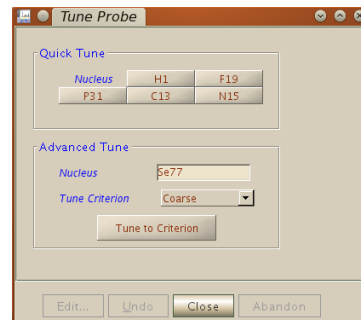 Tune Probe
Quick Tune
Nucleus H1 F19
P31 C13 N15
Advanced Tune
Nucleus Se77
Tune Criterion Coarse
Tune to Criterion
Edit... Undo Close Abandon